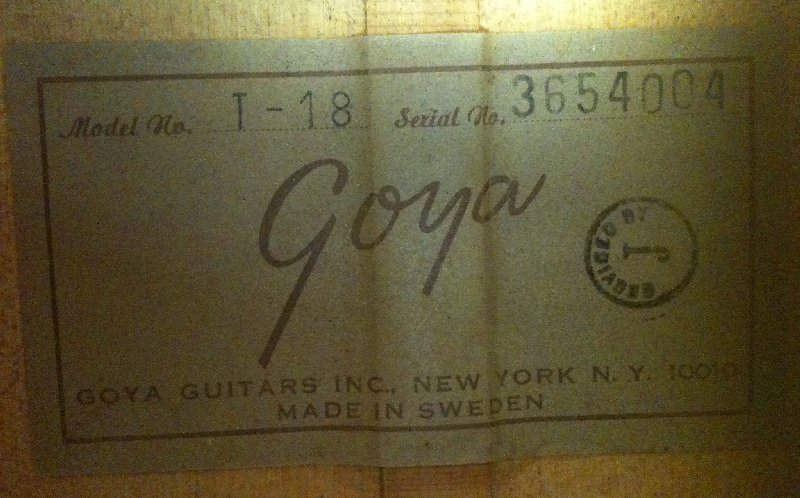 Model No. T-18 Serial No. 3654004
Goya
SERVICED BY
J
GOYA GUITARS INC., NEW YORK N. Y. 10010
MADE IN SWEDEN